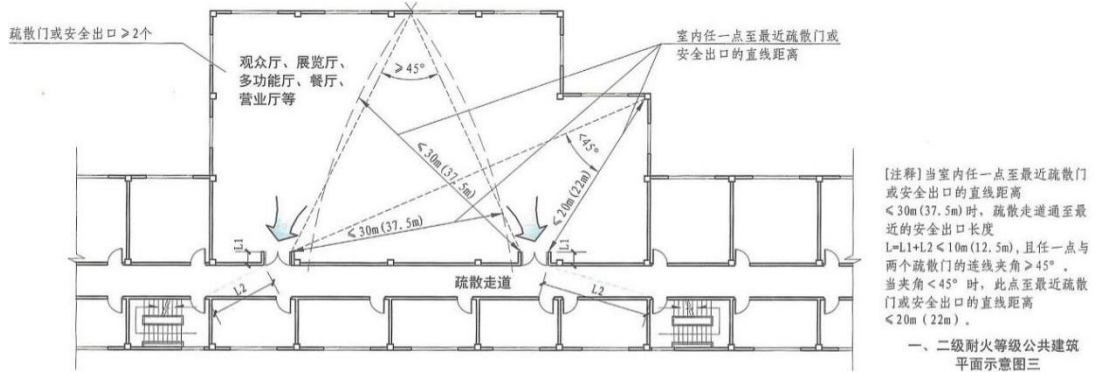 疏散门或安全出口≥2个
观众厅、展览厅、
多功能厅、餐厅、
营业厅等
≥45°
室内任一点至最近疏散门或
安全出口的直线距离
<45°
≤30m(37.5m)
≤20m(22m)
≤30m(37.5m)
L1
L1
疏散走道
L2
L2
[注释]当室内任一点至最近疏散门
或安全出口的直线距离
≤30m(37.5m)时，疏散走道通至最
近的安全出口长度
L=L1+L2≤10m(12.5m),且任一点与
两个疏散门的连线夹角≥45°。
当夹角<45°时，此点至最近疏散
门或安全出口的直线距离
≤20m（22m）。
一、二级耐火等级公共建筑
平面示意图三